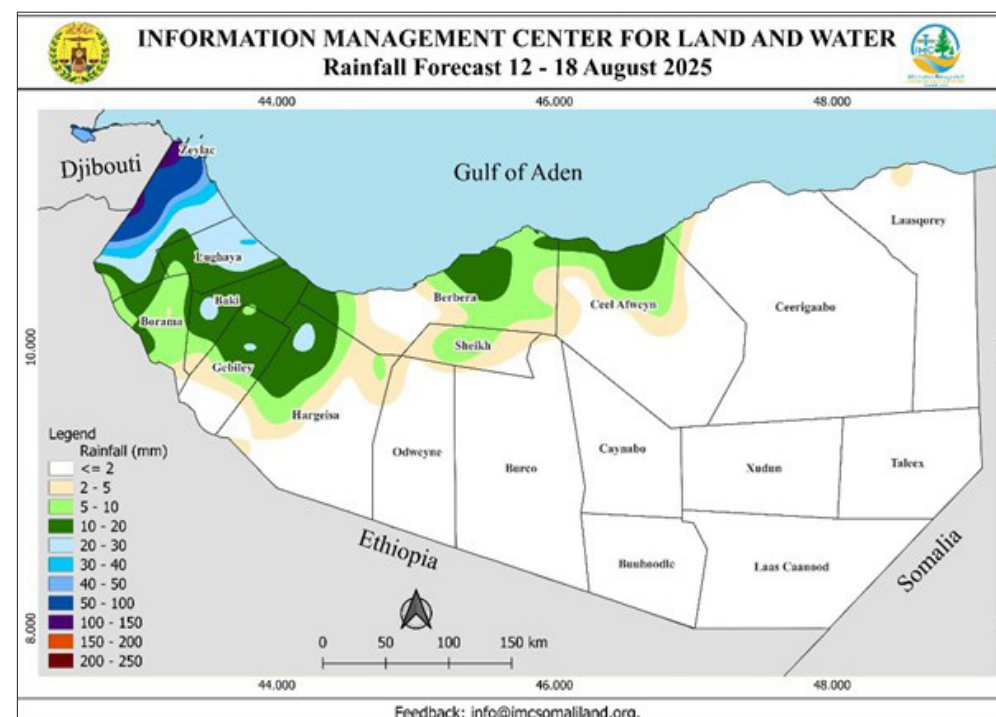 INFORMATION MANAGEMENT CENTER FOR LAND AND WATER
Rainfall Forecast 12 - 18 August 2025
IMC
44.000 46.000 48.000
Djibouti
Zeylac
Gulf of Aden
Laasqorey
Lughaya
Baki
Berbera
Ceel Afweyn
Ceerigaabo
10.000
Borama
Sheikh
Gebiley
Hargeisa
Odweyne
Burco
Caynabo
Xudun
Taleex
Legend
Rainfall (mm)
<= 2
2 - 5
5 - 10
10 - 20
20 - 30
30 - 40
40 - 50
50 - 100
100 - 150
150 - 200
200 - 250
Ethiopia
Buuhoodle
Laas Caanood
Somalia
8.000
0 50 100 150 km
44.000 46.000 48.000
Feedback: info@imcsomaliland.org.